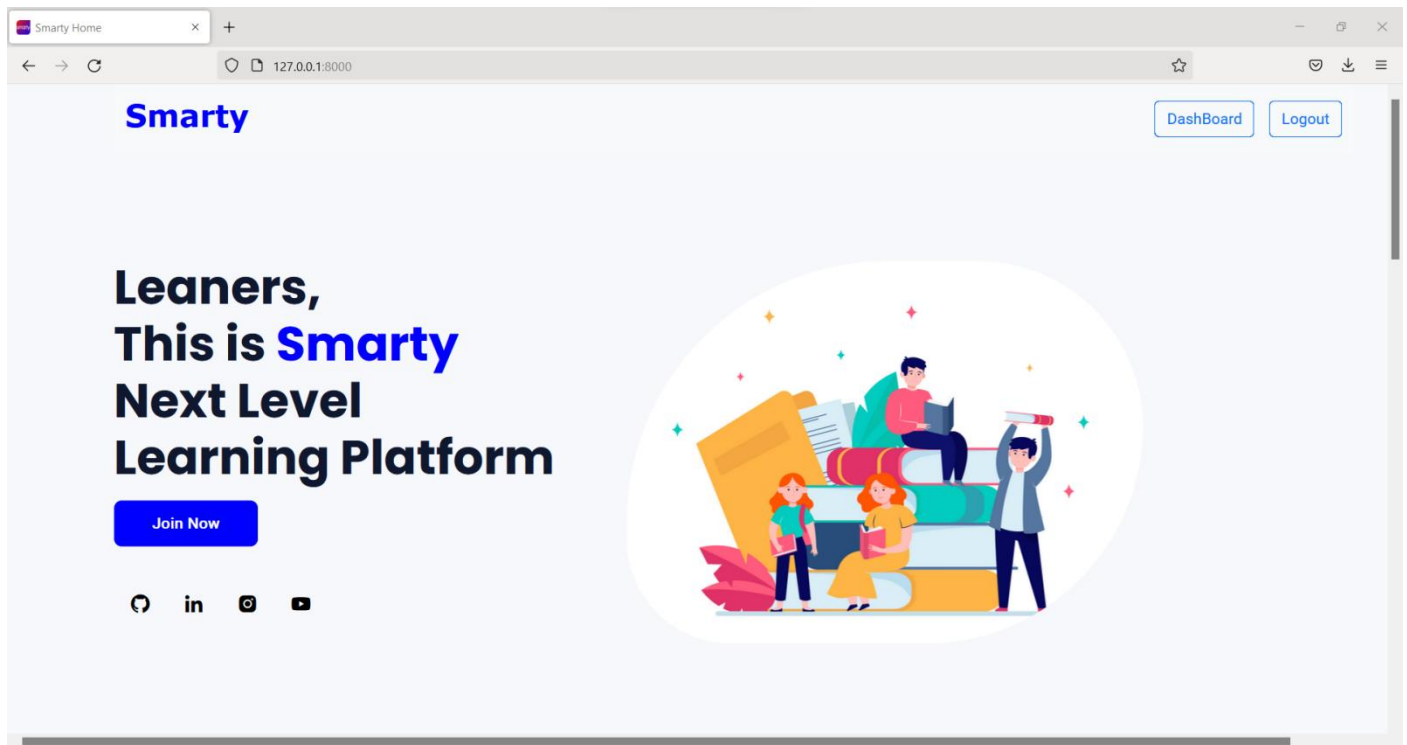 Smarty Home
127.0.0.1:8000
Smarty
DashBoard
Logout
Leaners,
This is Smarty
Next Level
Learning Platform
Join Now
in